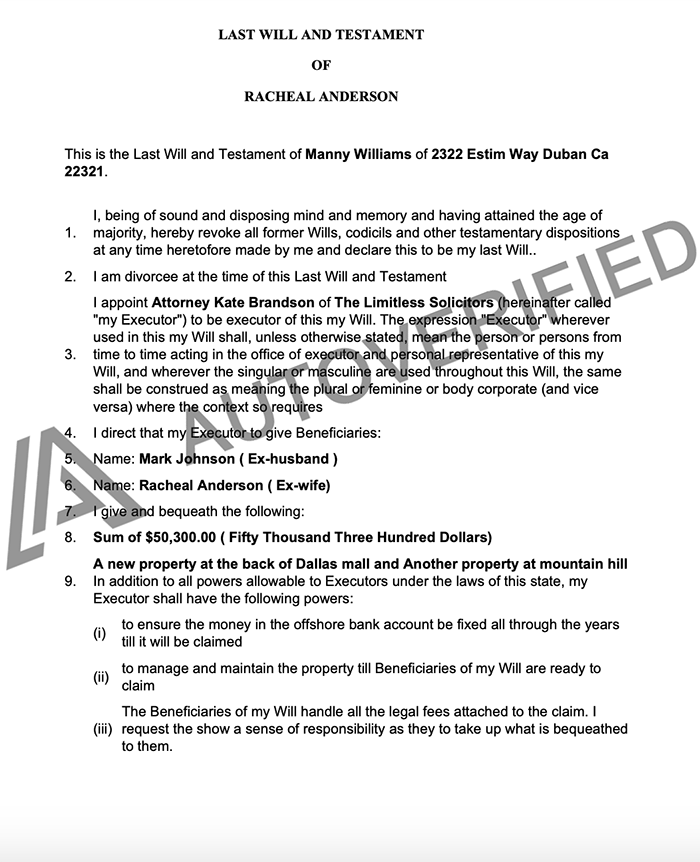 LAST WILL AND TESTAMENT
OF
RACHEAL ANDERSON
This is the Last Will and Testament of Manny Williams of 2322 Estim Way Duban Ca
22321.
I, being of sound and disposing mind and memory and having attained the age of
1. majority, hereby revoke all former Wills, codicils and other testamentary dispositions
at any time heretofore made by me and declare this to be my last Will..
2. I am divorcee at the time of this Last Will and Testament
I appoint Attorney Kate Brandson of The Limitless Solicitors (hereinafter called
"my Executor") to be executor of this my Will. The expression "Executor" wherever
used in this my Will shall, unless otherwise stated, mean the person or persons from
3. time to time acting in the office of executor and personal representative of this my
Will, and wherever the singular or masculine are used throughout this Will, the same
shall be construed as meaning the plural or feminine or body corporate (and vice
versa) where the context so requires
4. I direct that my Executor to give Beneficiaries:
5. Name: Mark Johnson ( Ex-husband )
6. Name: Racheal Anderson ( Ex-wife)
7. I give and bequeath the following:
8. Sum of $50,300.00 ( Fifty Thousand Three Hundred Dollars)
A new property at the back of Dallas mall and Another property at mountain hill
9. In addition to all powers allowable to Executors under the laws of this state, my
Executor shall have the following powers:
(i) to ensure the money in the offshore bank account be fixed all through the years
till it will be claimed
(ii) to manage and maintain the property till Beneficiaries of my Will are ready to
claim
The Beneficiaries of my Will handle all the legal fees attached to the claim. I
(iii) request the show a sense of responsibility as they to take up what is bequeathed
to them.
AUTOVERIFIED